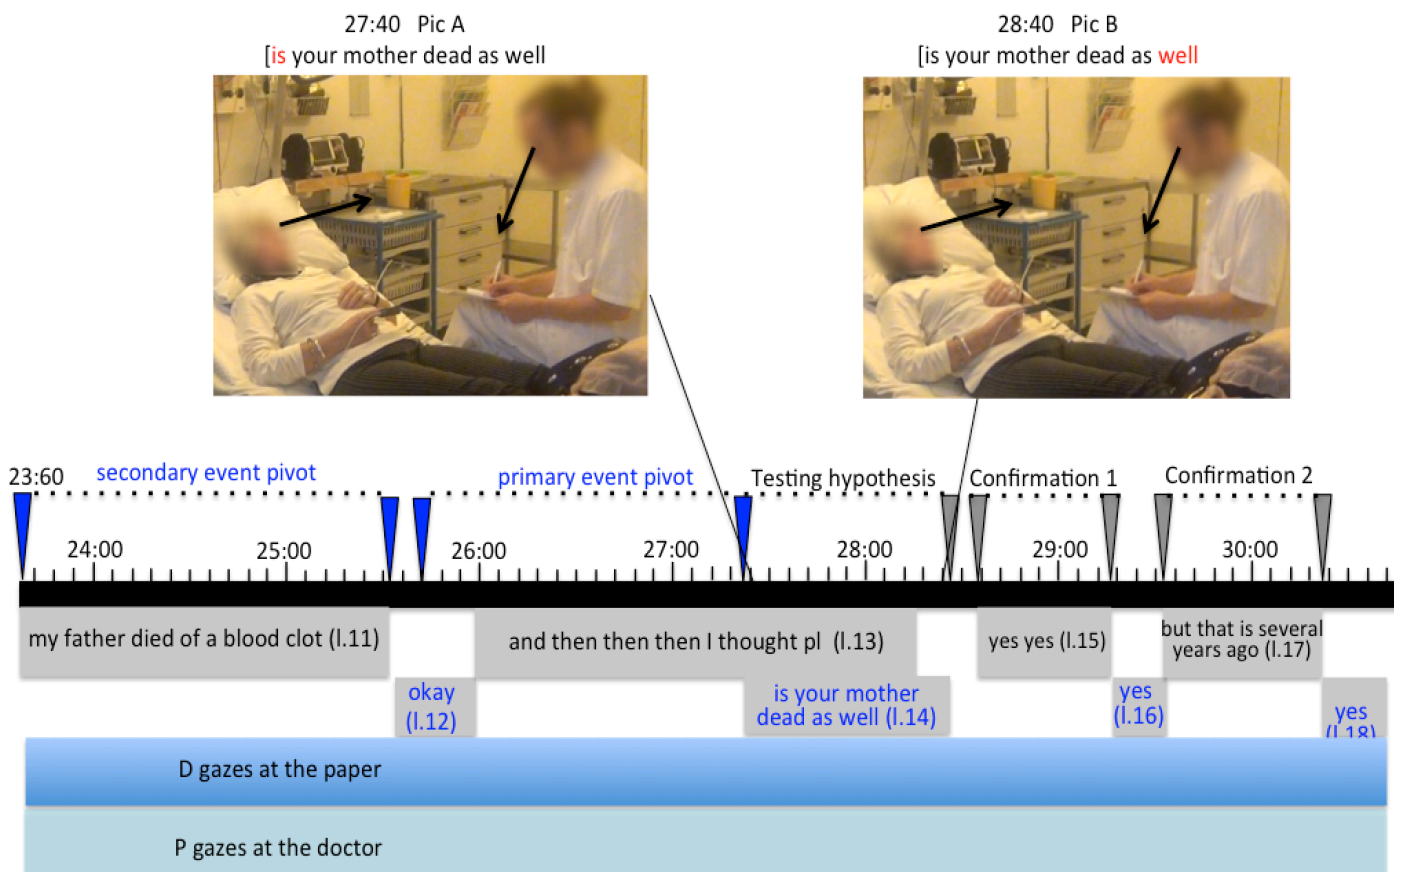 27:40 Pic A
[is your mother dead as well
28:40 Pic B
[is your mother dead as well
23:60
secondary event pivot
primary event pivot
Testing hypothesis
Confirmation 1
Confirmation 2
24:00
25:00
26:00
27:00
28:00
29:00
30:00
my father died of a blood clot (l.11)
and then then then I thought pl (l.13)
yes yes (l.15)
but that is several
years ago (l.17)
okay
(l.12)
is your mother
dead as well (l.14)
yes
(l.16)
yes
(l.18)
D gazes at the paper
P gazes at the doctor